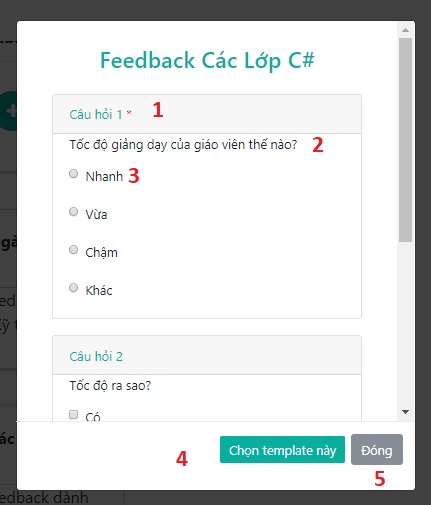 Feedback Các Lớp C#
Câu hỏi 1 * 1
Tốc độ giảng dạy của giáo viên thế nào? 2
Nhanh 3
Vừa
Chậm
Khác
Câu hỏi 2
Tốc độ ra sao?
Có
4 Chọn template này Đóng
5
gà
eed
Kỹ t
ác
edback dành